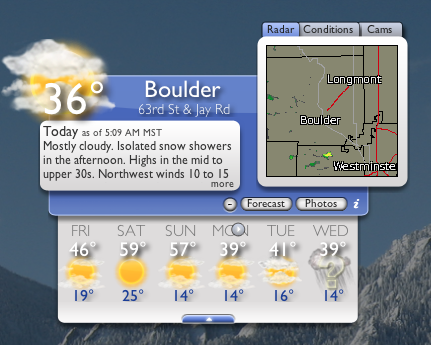 Radar Conditions Cams
36°
Boulder
63rd St & Jay Rd
Today as of 5:09 AM MST
Mostly cloudy. Isolated snow showers
in the afternoon. Highs in the mid to
upper 30s. Northwest winds 10 to 15
more
Longmont
Boulder
Westminste
- Forecast Photos i
FRI SAT SUN MON TUE WED
46° 59° 57° 39° 41° 39°
19° 25° 14° 14° 16° 14°